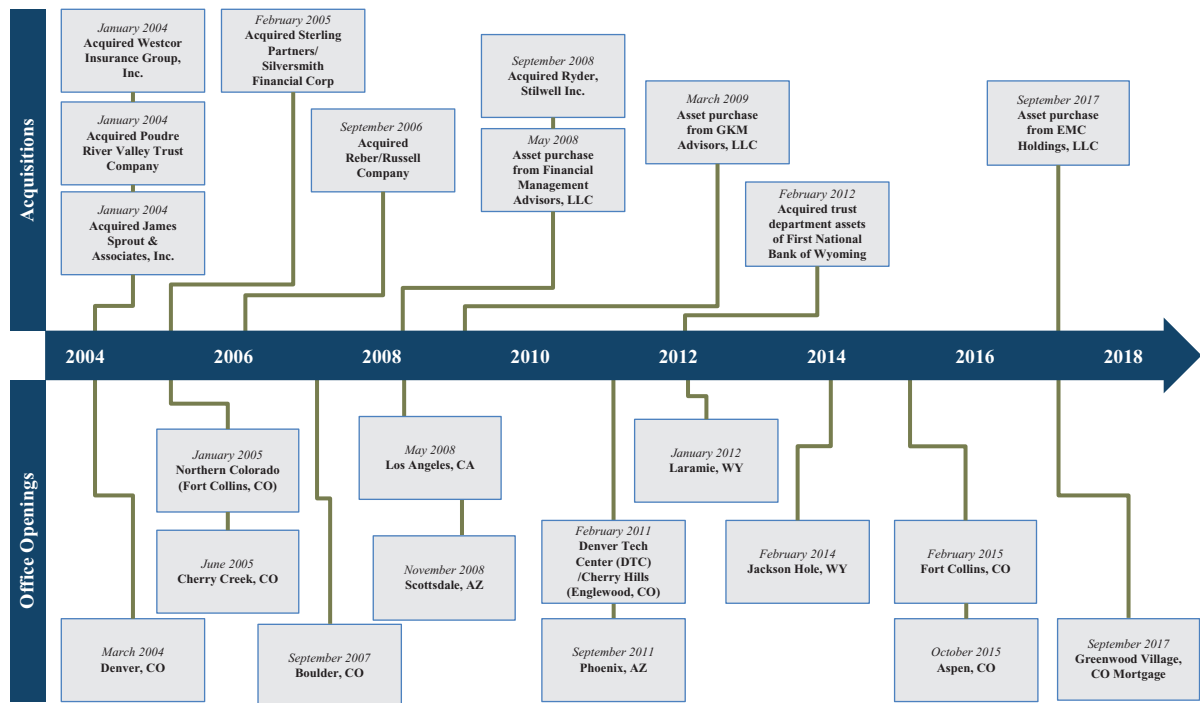 Acquisitions
January 2004
Acquired Westcor
Insurance Group,
Inc.
January 2004
Acquired Poudre
River Valley Trust
Company
January 2004
Acquired James
Sprout &
Associates, Inc.
February 2005
Acquired Sterling
Partners/
Silversmith
Financial Corp
September 2006
Acquired
Reber/Russell
Company
September 2008
Acquired Ryder,
Stilwell Inc.
May 2008
Asset purchase
from Financial
Management
Advisors, LLC
March 2009
Asset purchase
from GKM
Advisors, LLC
February 2012
Acquired trust
department assets
of First National
Bank of Wyoming
September 2017
Asset purchase
from EMC
Holdings, LLC
2004 2006 2008 2010 2012 2014 2016 2018
Office Openings
March 2004
Denver, CO
January 2005
Northern Colorado
(Fort Collins, CO)
June 2005
Cherry Creek, CO
September 2007
Boulder, CO
May 2008
Los Angeles, CA
November 2008
Scottsdale, AZ
February 2011
Denver Tech
Center (DTC)
/Cherry Hills
(Englewood, CO)
September 2011
Phoenix, AZ
January 2012
Laramie, WY
February 2014
Jackson Hole, WY
February 2015
Fort Collins, CO
October 2015
Aspen, CO
September 2017
Greenwood Village,
CO Mortgage